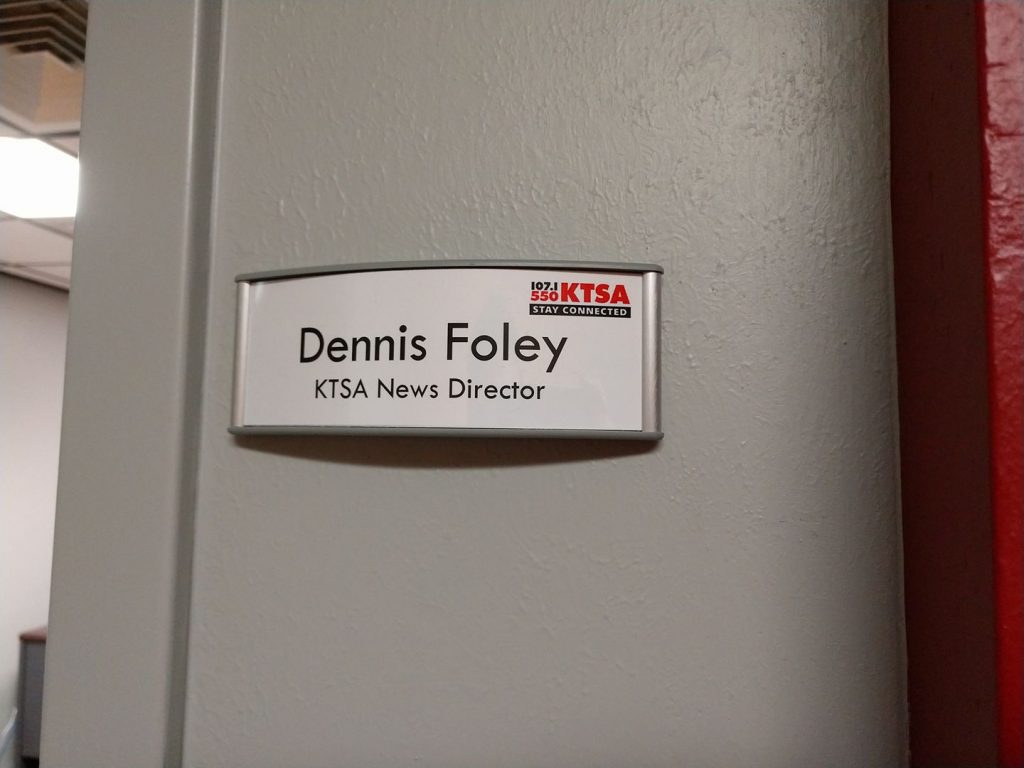 107.1
550 KTSA
STAY CONNECTED
Dennis Foley
KTSA News Director